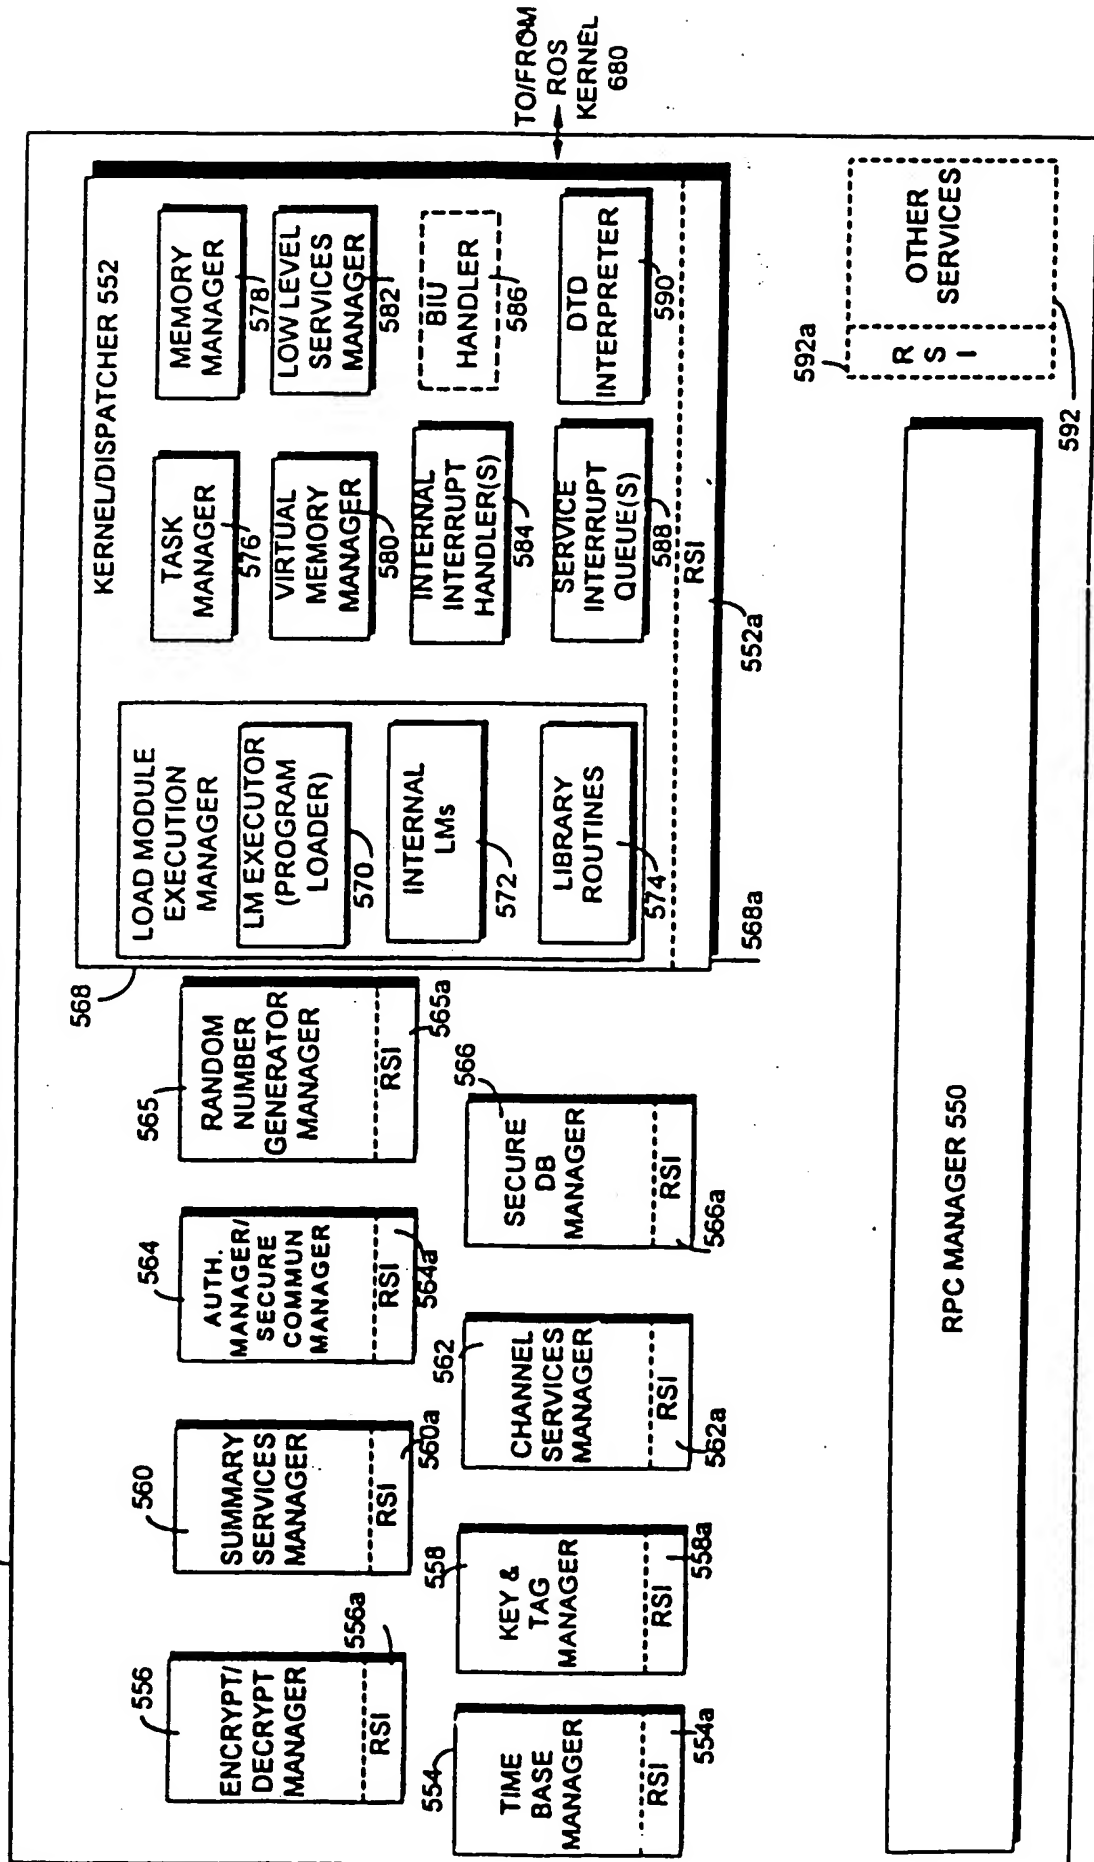 TO/FROM
ROS
KERNEL
680
KERNEL/DISPATCHER 552
MEMORY
MANAGER
578
LOW LEVEL
SERVICES
MANAGER
582
BIU
HANDLER
586
DTD
INTERPRETER
590
TASK
MANAGER
576
VIRTUAL
MEMORY
MANAGER
580
INTERNAL
INTERRUPT
HANDLER(S)
584
SERVICE
INTERRUPT
QUEUE(S)
588
RSI
552a
LOAD MODULE
EXECUTION
MANAGER
LM EXECUTOR
(PROGRAM
LOADER)
570
INTERNAL
LMs
572
LIBRARY
ROUTINES
574
568
568a
565
RANDOM
NUMBER
GENERATOR
MANAGER
RSI
565a
564
AUTH.
MANAGER/
SECURE
COMMUN
MANAGER
RSI
564a
560
SUMMARY
SERVICES
MANAGER
RSI
560a
556
ENCRYPT/
DECRYPT
MANAGER
RSI
556a
566
SECURE
DB
MANAGER
RSI
566a
562
CHANNEL
SERVICES
MANAGER
RSI
562a
558
KEY &
TAG
MANAGER
RSI
558a
554
TIME
BASE
MANAGER
RSI
554a
592a
R
S
I
OTHER
SERVICES
592
RPC MANAGER 550